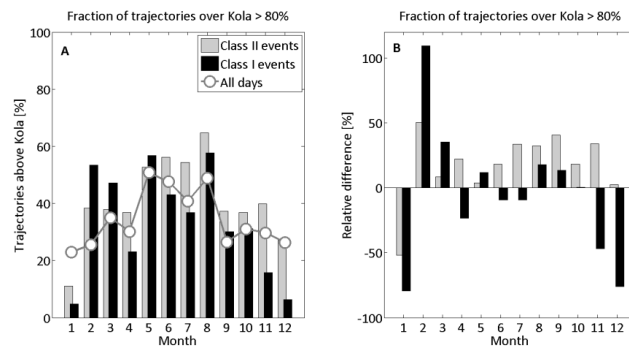 Fraction of trajectories over Kola > 80%
A
Class II events
Class I events
All days
Trajectories above Kola [%]
100
80
60
40
20
0
1 2 3 4 5 6 7 8 9 10 11 12
Month
Fraction of trajectories over Kola > 80%
B
Relative difference [%]
100
50
0
-50
-100
1 2 3 4 5 6 7 8 9 10 11 12
Month